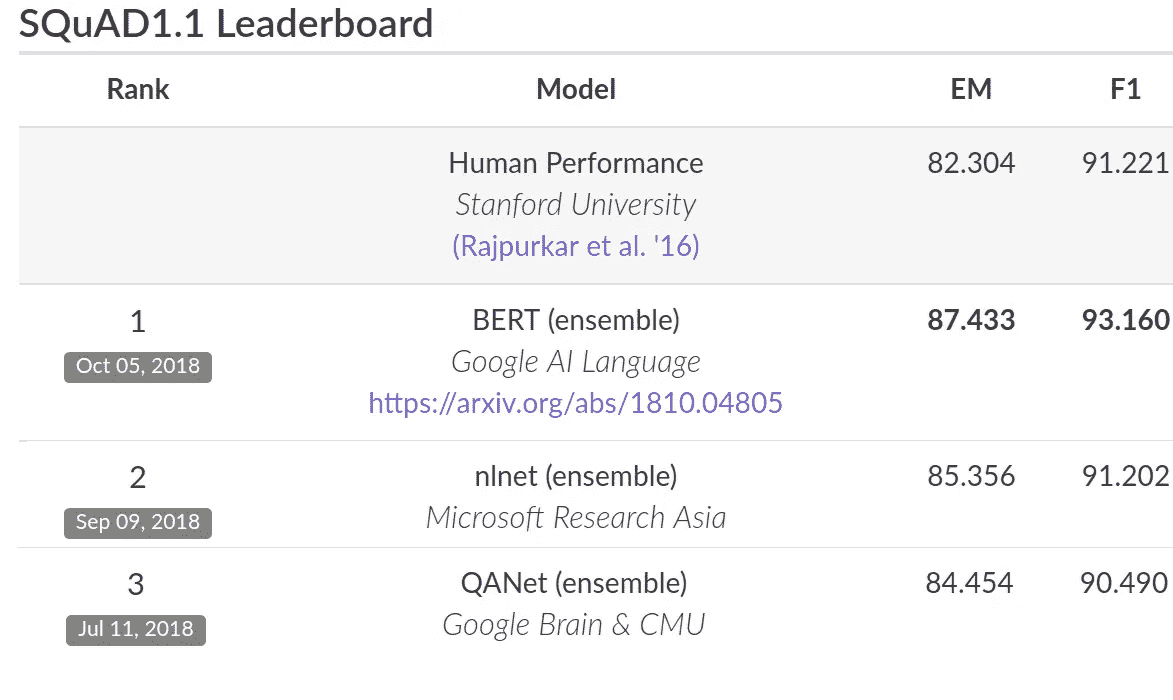 SQuAD1.1 Leaderboard
Rank Model EM F1
Human Performance 82.304 91.221
Stanford University
(Rajpurkar et al. '16)
1 BERT (ensemble) 87.433 93.160
Oct 05, 2018 Google AI Language
https://arxiv.org/abs/1810.04805
2 nlnet (ensemble) 85.356 91.202
Sep 09, 2018 Microsoft Research Asia
3 QANet (ensemble) 84.454 90.490
Jul 11, 2018 Google Brain & CMU